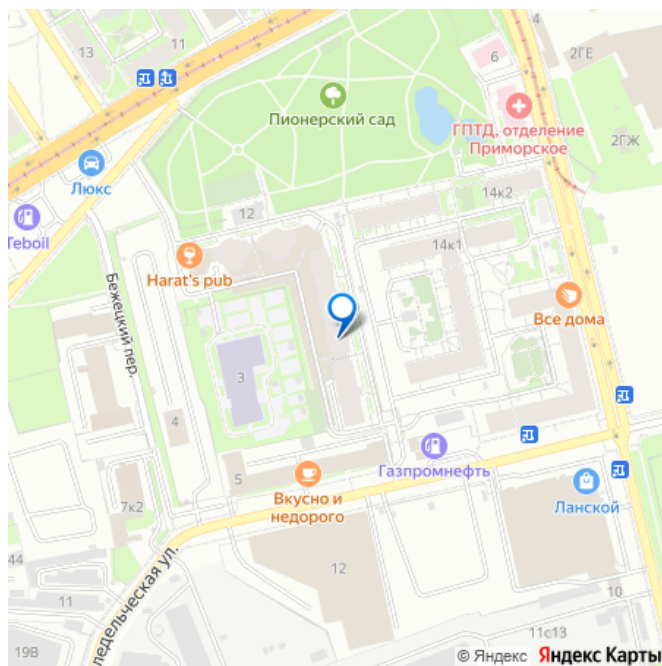 4
13
11
6
2ГЕ
Пионерский сад
ГПТД, отделение
Приморское
2ГЖ
Люкс
14к2
12
Teboil
14к1
Harat's pub
Бежецкий пер.
Все дома
3
4
5
Газпромнефть
Ланской
Вкусно и
недорого
7к2
44
12
ледельческая ул.
11
10
19В
11с13
© Яндекс Яндекс Карты